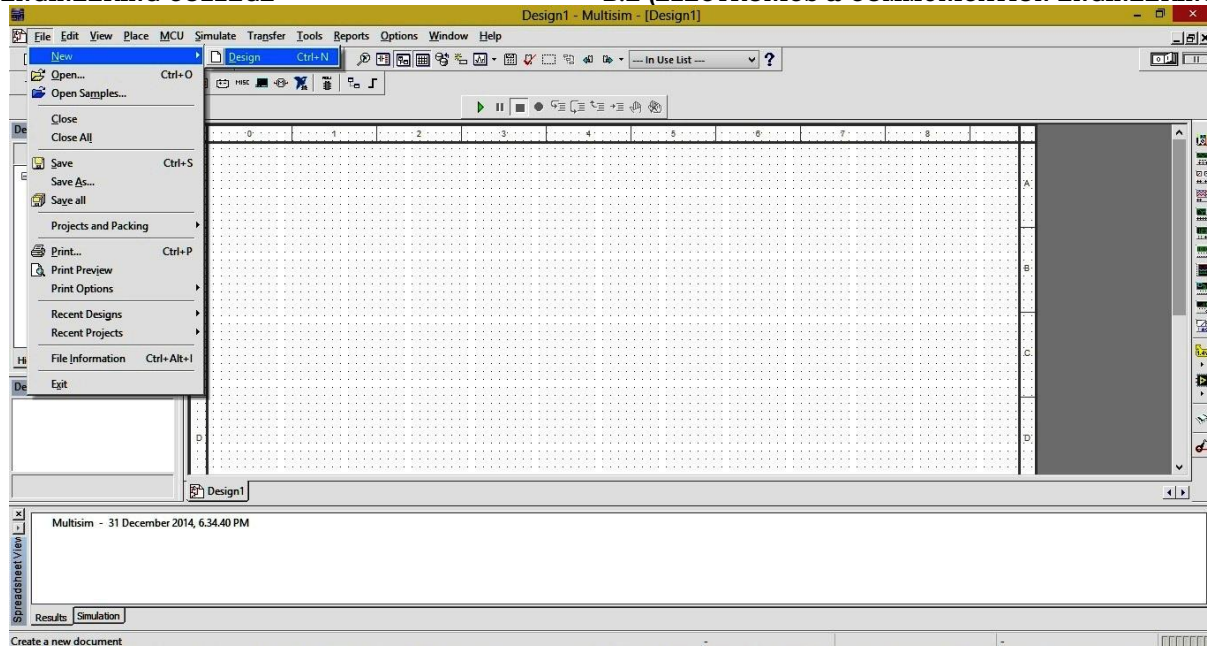 Design1 - Multisim - [Design1]
File Edit View Place MCU Simulate Transfer Tools Reports Options Window Help
New
Design Ctrl+N
--- In Use List ---
Open... Ctrl+O
Open Samples...
MISC
Close
Close All
0 1 2 3 4 5 6 7 8
Save Ctrl+S
Save As...
Save all
A
Projects and Packing
Print... Ctrl+P
Print Preview
B
Print Options
Recent Designs
Recent Projects
File Information Ctrl+Alt+I
C
Exit
De
D D
Design1
Multisim - 31 December 2014, 6.34.40 PM
Spreadsheet View
Results Simulation
Create a new document - -